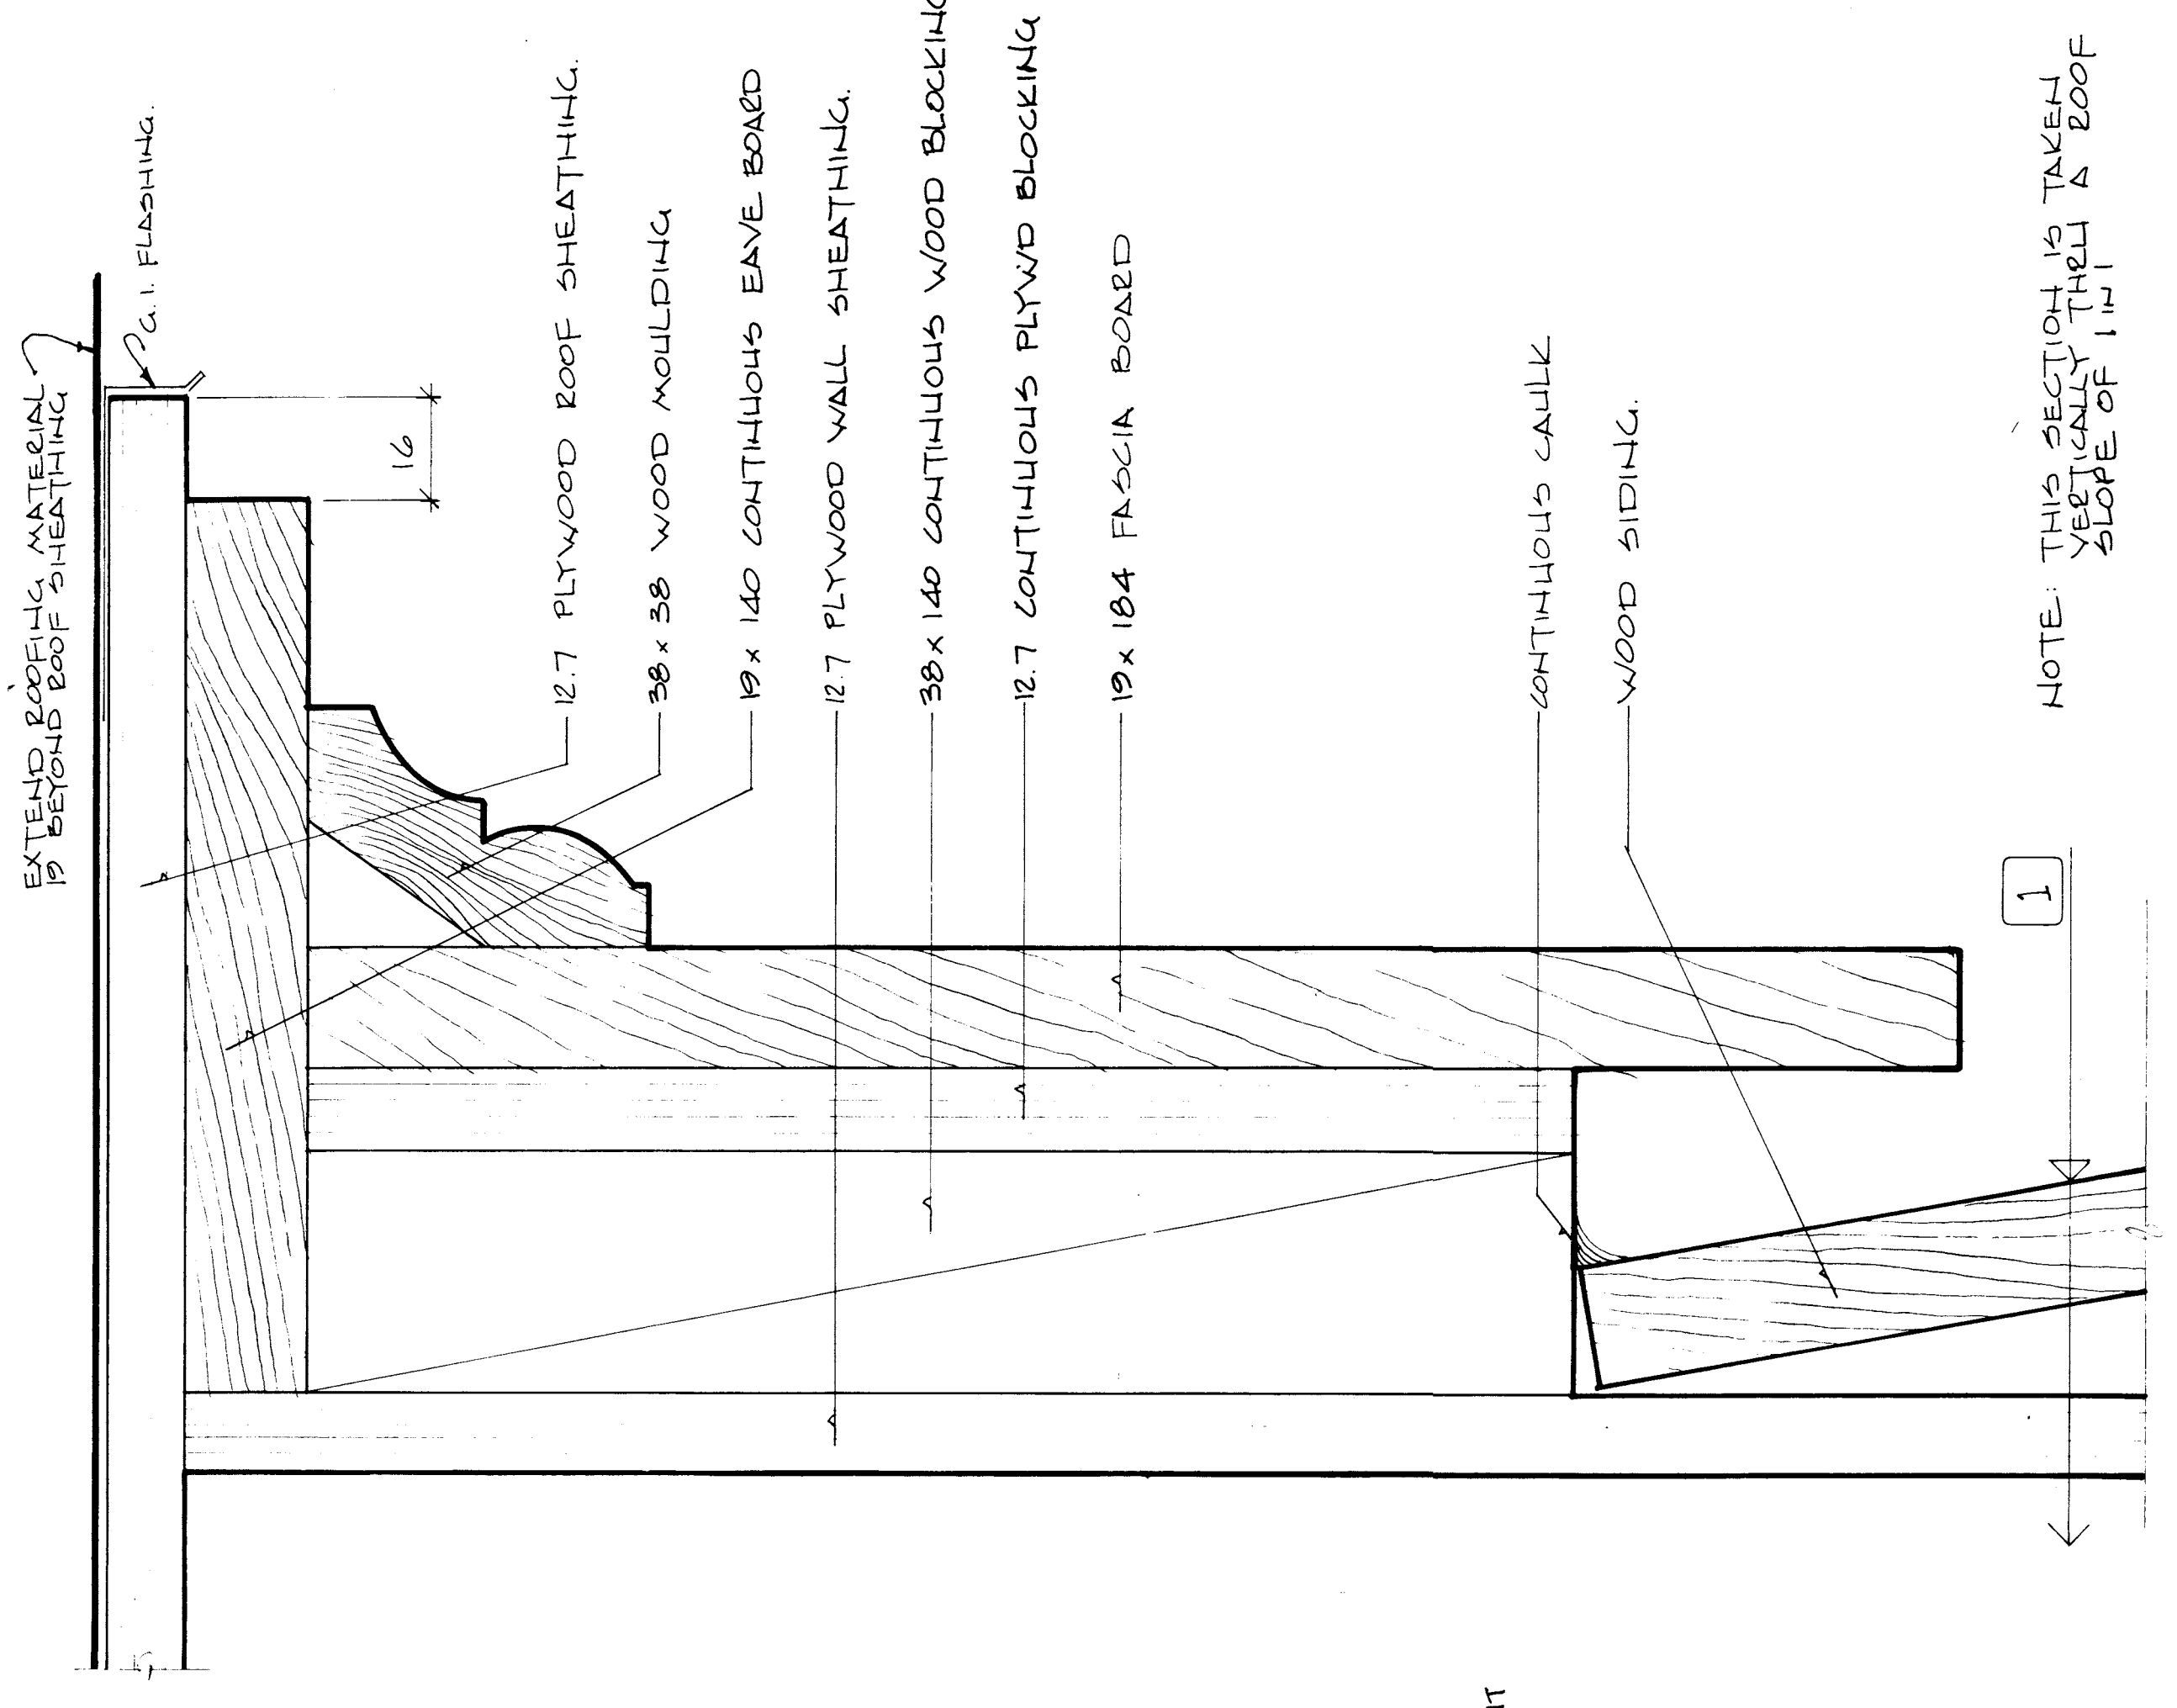 EXTEND ROOFING MATERIAL
19 BEYOND ROOF SHEATHING
G.I. FLASHING.
16
12.7 PLYWOOD ROOF SHEATHING.
38 x 38 WOOD MOULDING
19 x 140 CONTINUOUS EAVE BOARD
12.7 PLYWOOD WALL SHEATHING.
38 x 140 CONTINUOUS WOOD BLOCKING
12.7 CONTINUOUS PLYWD BLOCKING
19 x 184 FASCIA BOARD
CONTINUOUS CAULK
WOOD SIDING.
1
NOTE: THIS SECTION IS TAKEN
VERTICALLY THRU A ROOF
SLOPE OF 1 IN 1